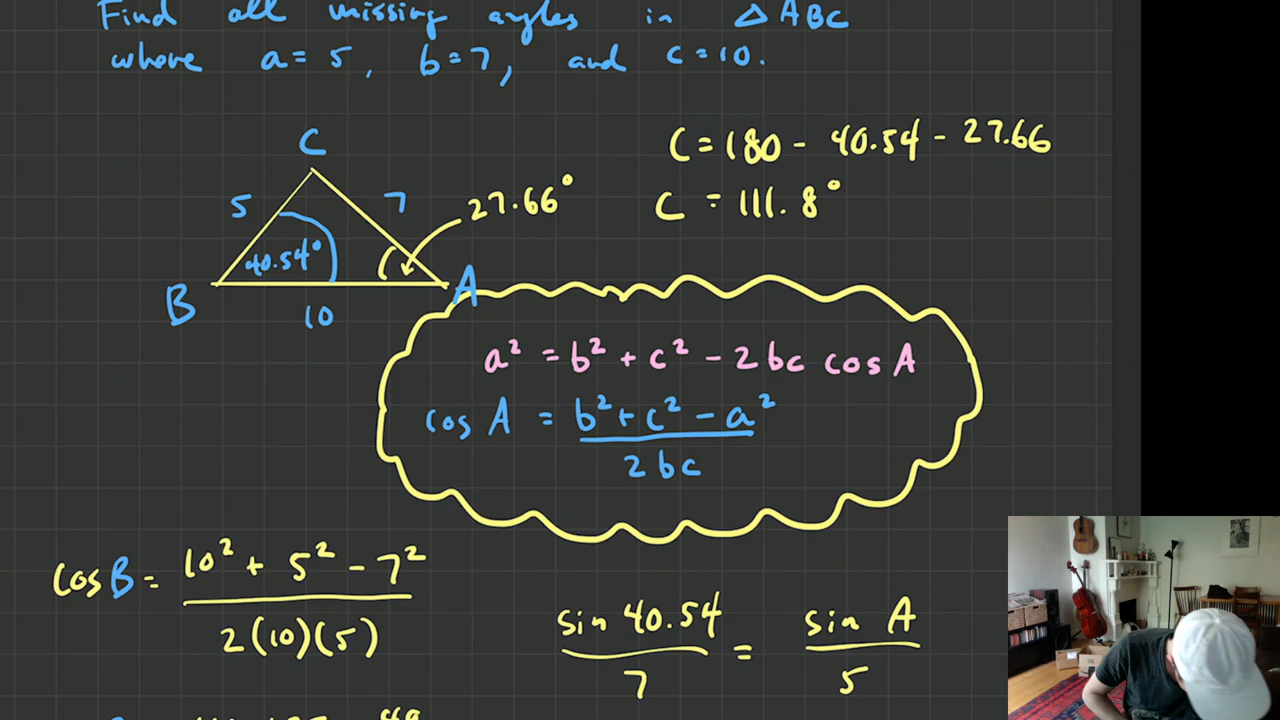 Find all missing angles in △ABC
where a = 5, b = 7, and c = 10.
C = 180 - 40.54 - 27.66
C = 111.8°
C
5
7
27.66°
40.54°
B
A
10
a² = b² + c² - 2bc cos A
cos A = b² + c² - a²
2bc
cos B = 10² + 5² - 7²
2(10)(5)
sin 40.54 = sin A
7
5